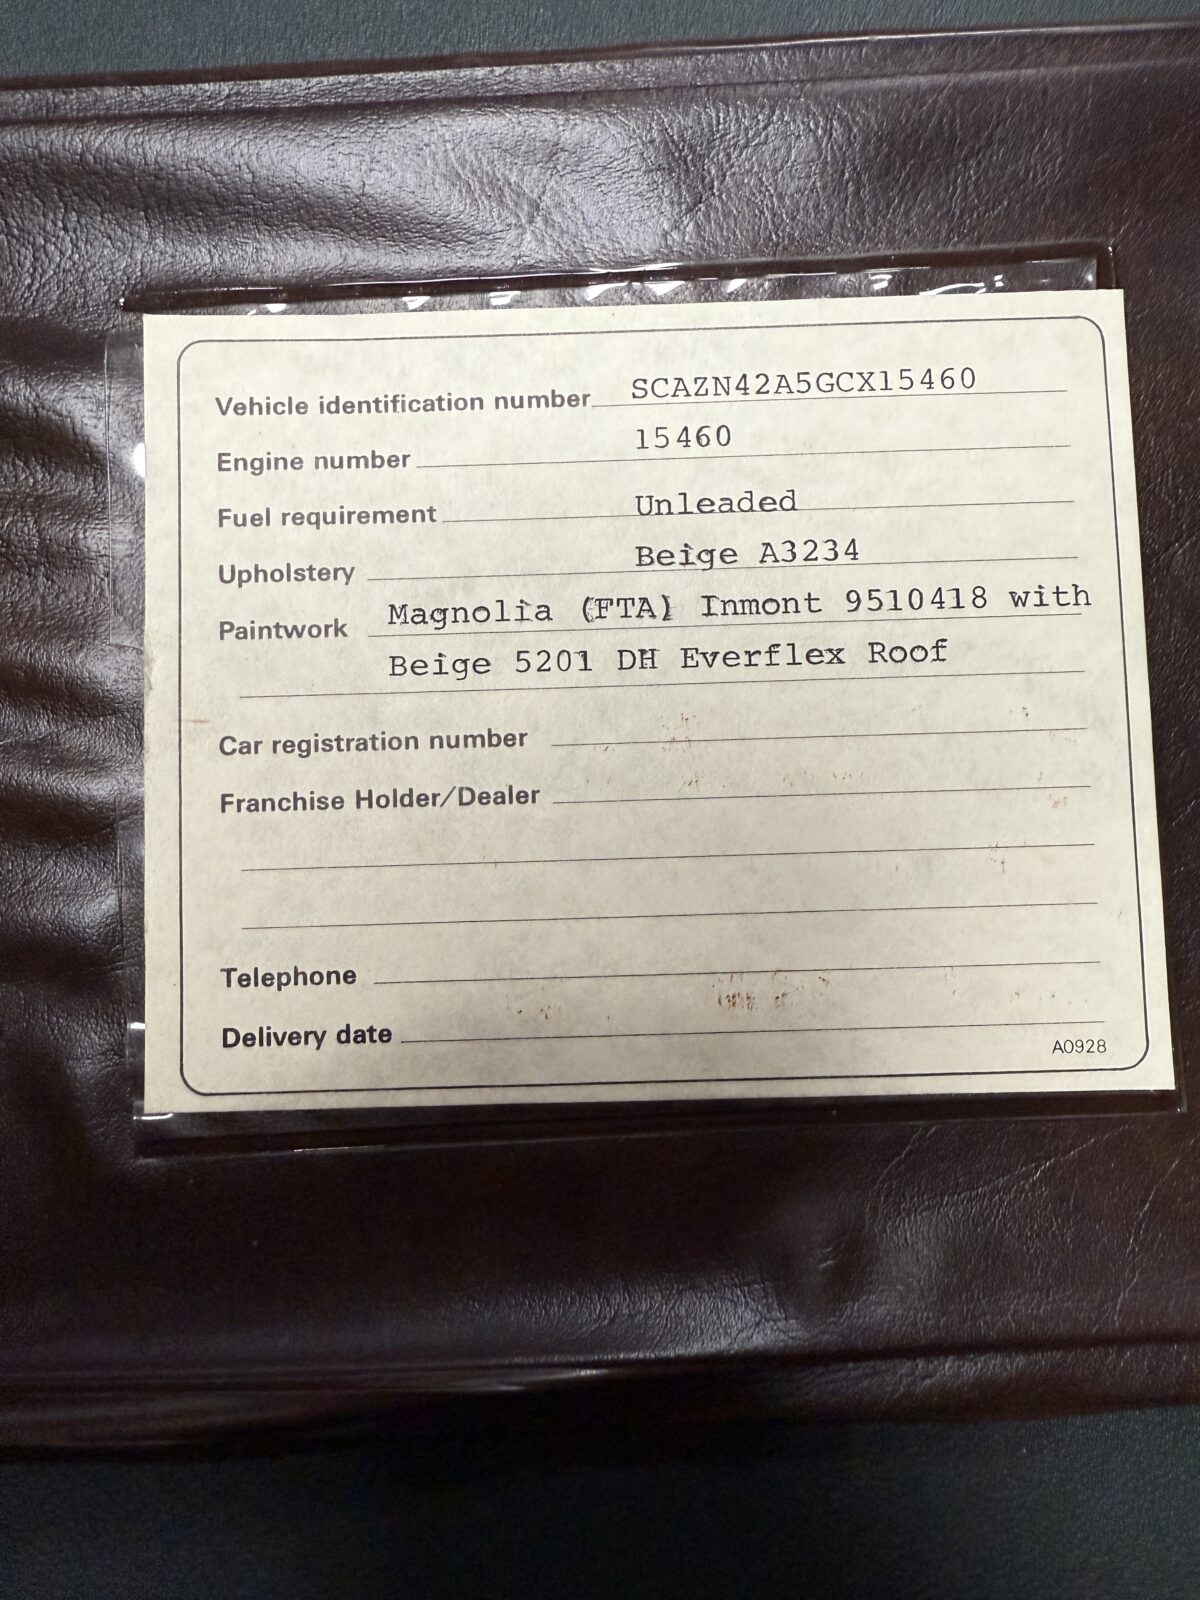 Vehicle identification number SCAZN42A5GCX15460
Engine number 15460
Fuel requirement Unleaded
Upholstery Beige A3234
Paintwork Magnolia (FTA) Inmont 9510418 with
Beige 5201 DH Everflex Roof
Car registration number
Franchise Holder/Dealer
Telephone
Delivery date
A0928